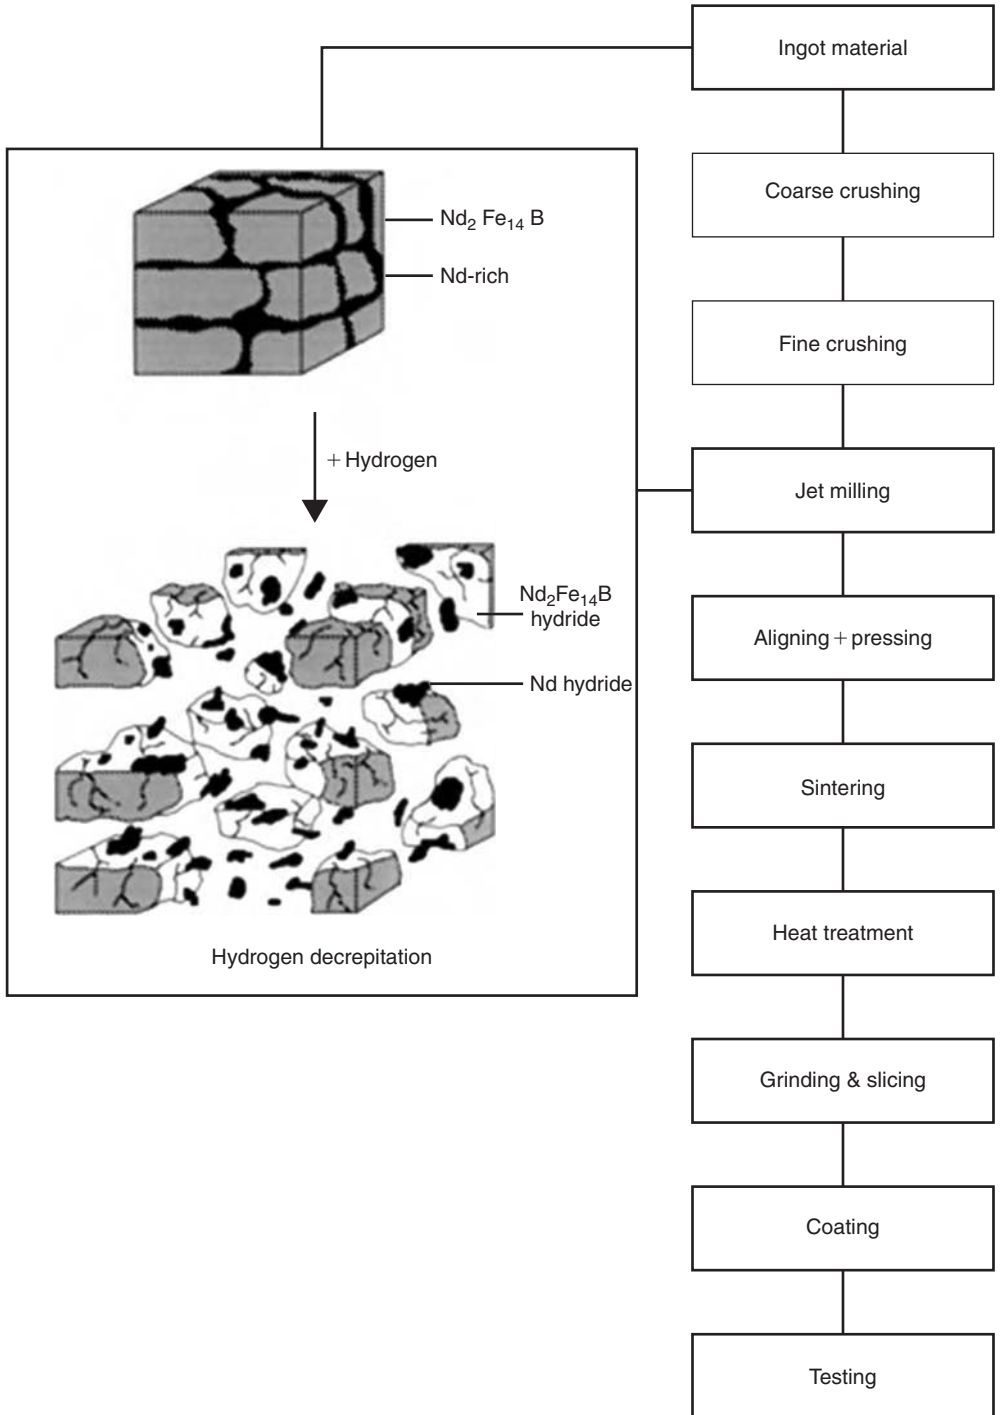 Ingot material
Coarse crushing
Fine crushing
Jet milling
Aligning + pressing
Sintering
Heat treatment
Grinding & slicing
Coating
Testing
Nd₂ Fe₁₄ B
Nd-rich
+ Hydrogen
Nd₂Fe₁₄B
hydride
Nd hydride
Hydrogen decrepitation